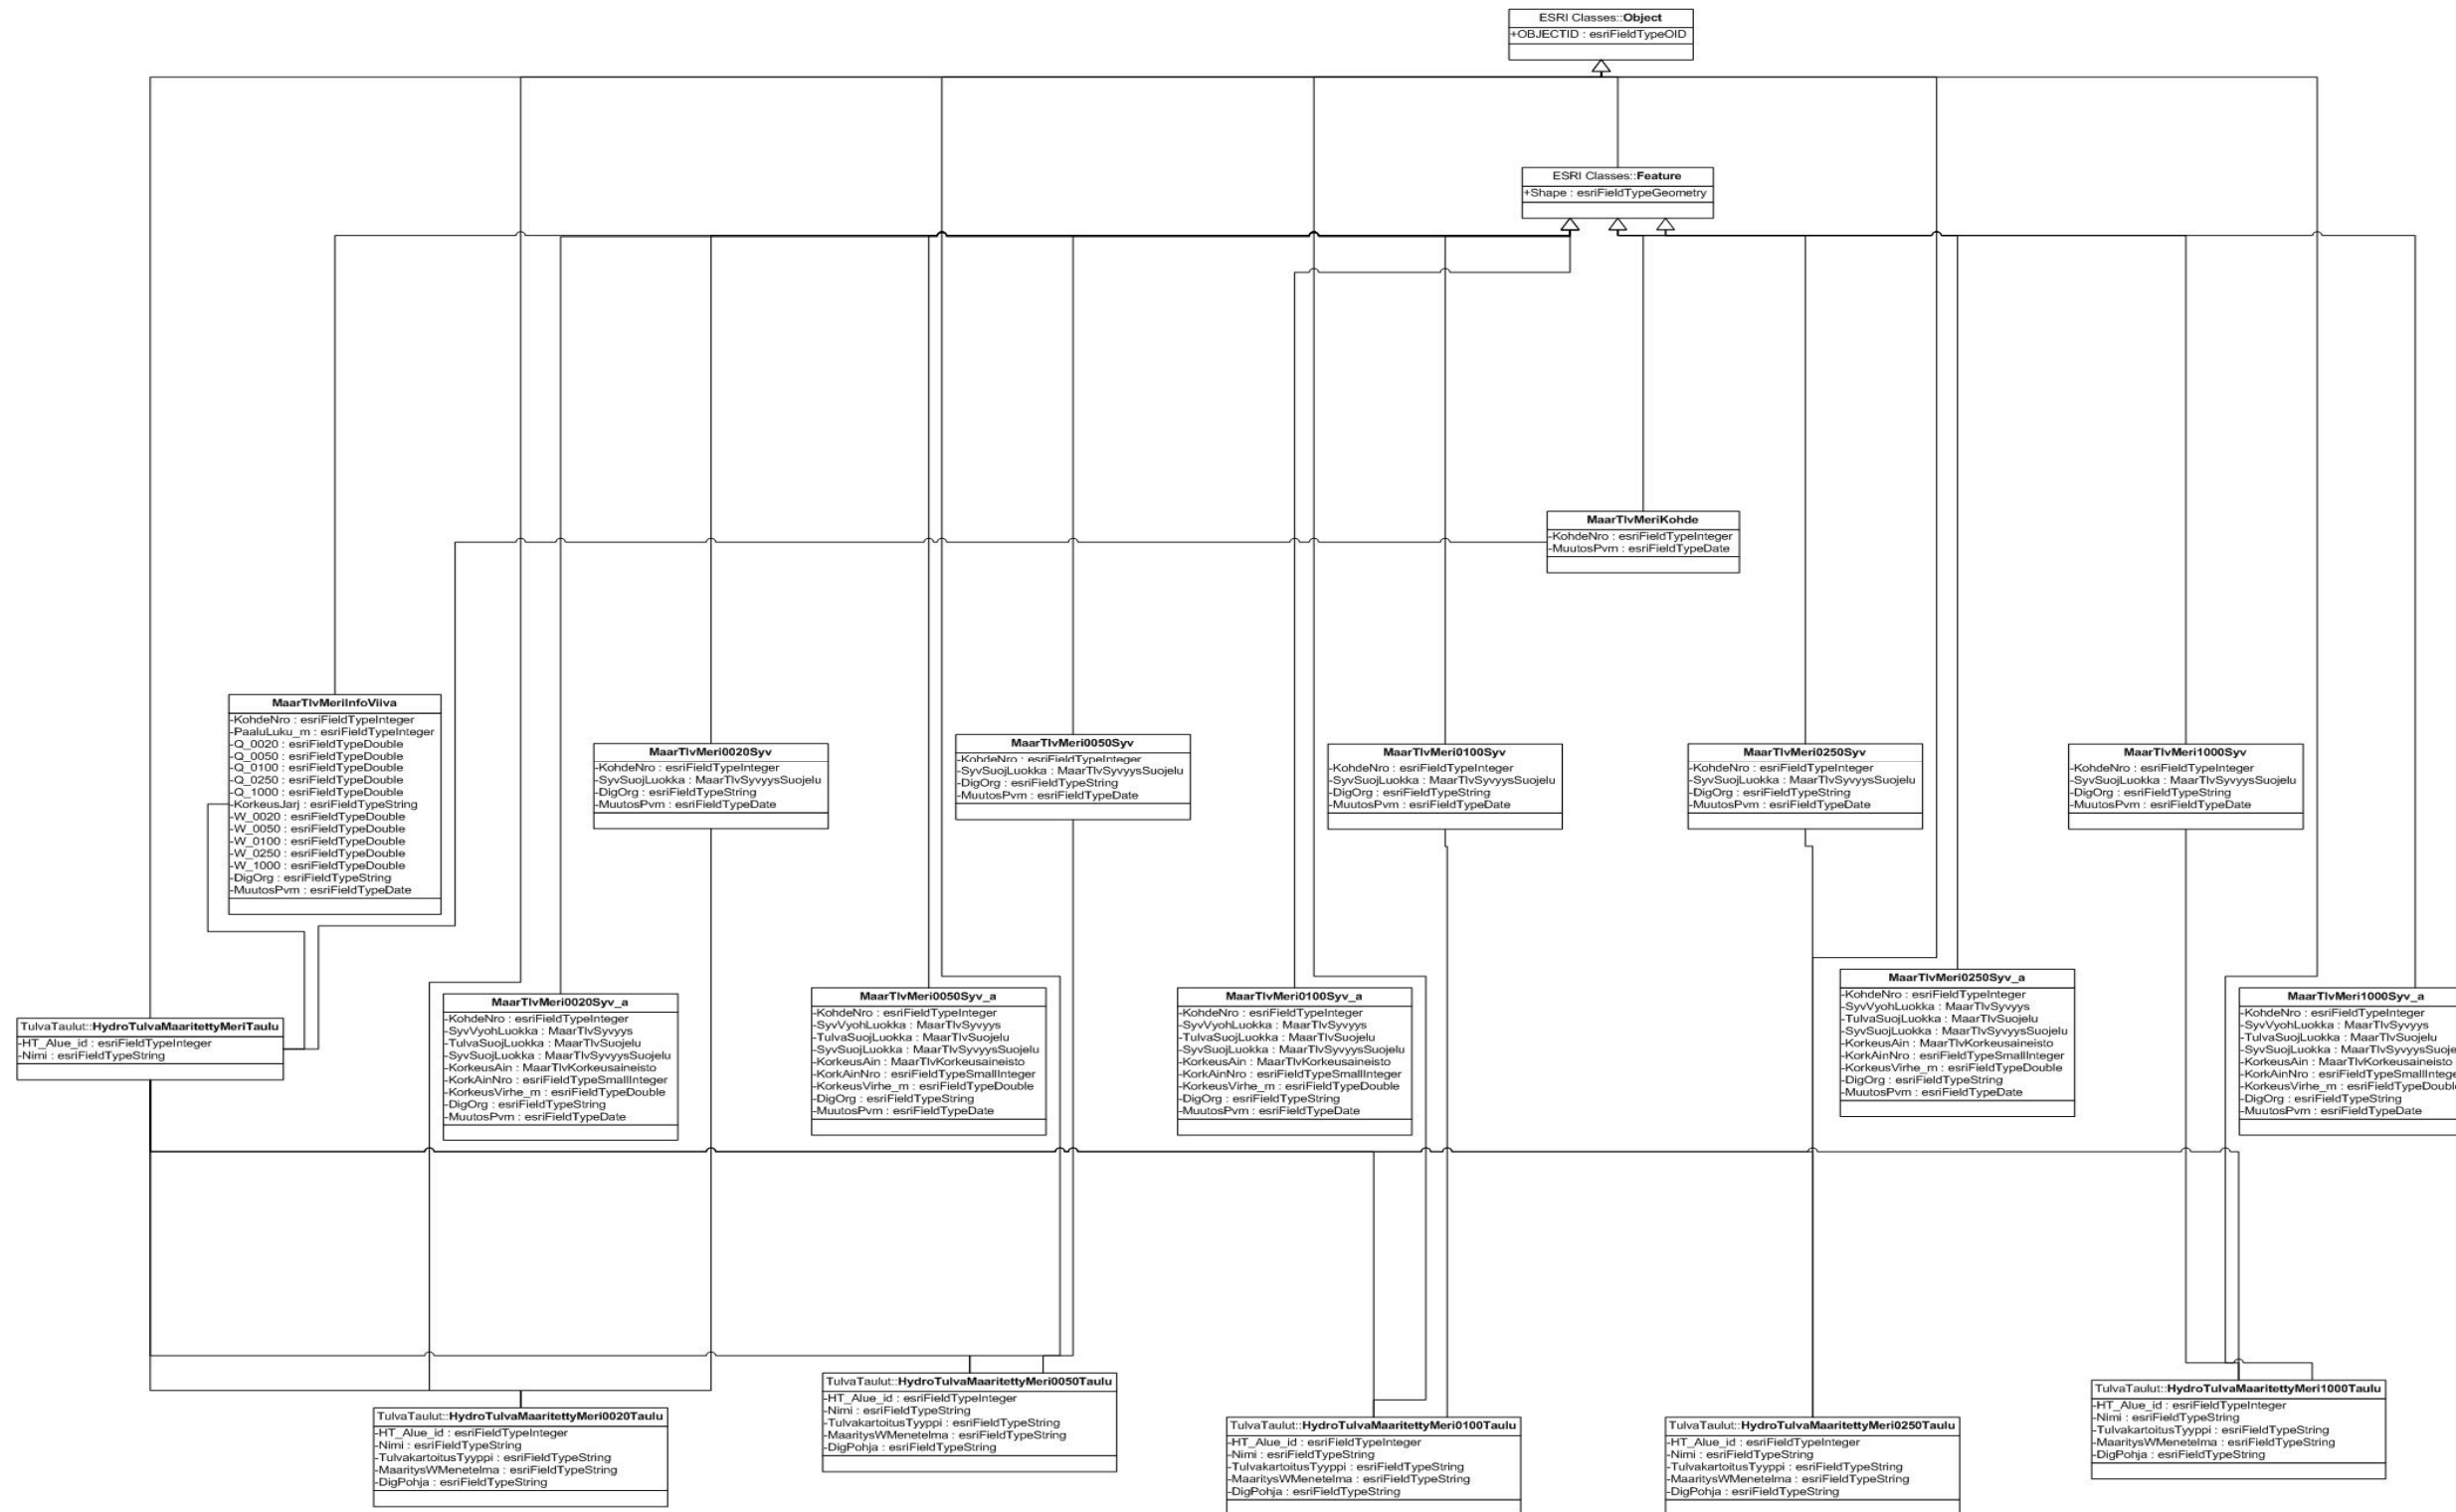 ESRI Classes::Object
+OBJECTID : esriFieldTypeOID
ESRI Classes::Feature
+Shape : esriFieldTypeGeometry
MaarTlvMeriKohde
-KohdeNro : esriFieldTypeInteger
-MuutosPvm : esriFieldTypeDate
MaarTlvMeriInfoViiva
-KohdeNro : esriFieldTypeInteger
-PaaluLuku_m : esriFieldTypeInteger
-Q_0020 : esriFieldTypeDouble
-Q_0050 : esriFieldTypeDouble
-Q_0100 : esriFieldTypeDouble
-Q_0250 : esriFieldTypeDouble
-Q_1000 : esriFieldTypeDouble
-KorkeusJarj : esriFieldTypeString
-W_0020 : esriFieldTypeDouble
-W_0050 : esriFieldTypeDouble
-W_0100 : esriFieldTypeDouble
-W_0250 : esriFieldTypeDouble
-W_1000 : esriFieldTypeDouble
-DigOrg : esriFieldTypeString
-MuutosPvm : esriFieldTypeDate
MaarTlvMeri0020Syv
-KohdeNro : esriFieldTypeInteger
-SyvSuojLuokka : MaarTlvSyvyysSuojelu
-DigOrg : esriFieldTypeString
-MuutosPvm : esriFieldTypeDate
MaarTlvMeri0050Syv
-KohdeNro : esriFieldTypeInteger
-SyvSuojLuokka : MaarTlvSyvyysSuojelu
-DigOrg : esriFieldTypeString
-MuutosPvm : esriFieldTypeDate
MaarTlvMeri0100Syv
-KohdeNro : esriFieldTypeInteger
-SyvSuojLuokka : MaarTlvSyvyysSuojelu
-DigOrg : esriFieldTypeString
-MuutosPvm : esriFieldTypeDate
MaarTlvMeri0250Syv
-KohdeNro : esriFieldTypeInteger
-SyvSuojLuokka : MaarTlvSyvyysSuojelu
-DigOrg : esriFieldTypeString
-MuutosPvm : esriFieldTypeDate
MaarTlvMeri1000Syv
-KohdeNro : esriFieldTypeInteger
-SyvSuojLuokka : MaarTlvSyvyysSuojelu
-DigOrg : esriFieldTypeString
-MuutosPvm : esriFieldTypeDate
TulvaTaulut::HydroTulvaMaaritettyMeriTaulu
-HT_Alue_id : esriFieldTypeInteger
-Nimi : esriFieldTypeString
MaarTlvMeri0020Syv_a
-KohdeNro : esriFieldTypeInteger
-SyvVyohLuokka : MaarTlvSyvyys
-TulvaSuojLuokka : MaarTlvSuojelu
-SyvSuojLuokka : MaarTlvSyvyysSuojelu
-KorkeusAin : MaarTlvKorkeusaineisto
-KorkAinNro : esriFieldTypeSmallInteger
-KorkeusVirhe_m : esriFieldTypeDouble
-DigOrg : esriFieldTypeString
-MuutosPvm : esriFieldTypeDate
MaarTlvMeri0050Syv_a
-KohdeNro : esriFieldTypeInteger
-SyvVyohLuokka : MaarTlvSyvyys
-TulvaSuojLuokka : MaarTlvSuojelu
-SyvSuojLuokka : MaarTlvSyvyysSuojelu
-KorkeusAin : MaarTlvKorkeusaineisto
-KorkAinNro : esriFieldTypeSmallInteger
-KorkeusVirhe_m : esriFieldTypeDouble
-DigOrg : esriFieldTypeString
-MuutosPvm : esriFieldTypeDate
MaarTlvMeri0100Syv_a
-KohdeNro : esriFieldTypeInteger
-SyvVyohLuokka : MaarTlvSyvyys
-TulvaSuojLuokka : MaarTlvSuojelu
-SyvSuojLuokka : MaarTlvSyvyysSuojelu
-KorkeusAin : MaarTlvKorkeusaineisto
-KorkAinNro : esriFieldTypeSmallInteger
-KorkeusVirhe_m : esriFieldTypeDouble
-DigOrg : esriFieldTypeString
-MuutosPvm : esriFieldTypeDate
MaarTlvMeri0250Syv_a
-KohdeNro : esriFieldTypeInteger
-SyvVyohLuokka : MaarTlvSyvyys
-TulvaSuojLuokka : MaarTlvSuojelu
-SyvSuojLuokka : MaarTlvSyvyysSuojelu
-KorkeusAin : MaarTlvKorkeusaineisto
-KorkAinNro : esriFieldTypeSmallInteger
-KorkeusVirhe_m : esriFieldTypeDouble
-DigOrg : esriFieldTypeString
-MuutosPvm : esriFieldTypeDate
MaarTlvMeri1000Syv_a
-KohdeNro : esriFieldTypeInteger
-SyvVyohLuokka : MaarTlvSyvyys
-TulvaSuojLuokka : MaarTlvSuojelu
-SyvSuojLuokka :
-KorkeusAin : MaarTlvKorkeusaineisto
-KorkAinNro :
-KorkeusVirhe_m :
-DigOrg : esriFieldTypeString
-MuutosPvm : esriFieldTypeDate
TulvaTaulut::HydroTulvaMaaritettyMeri0020Taulu
-HT_Alue_id : esriFieldTypeInteger
-Nimi : esriFieldTypeString
-TulvakartoitusTyyppi : esriFieldTypeString
-MaaritysWMenetelma : esriFieldTypeString
-DigPohja : esriFieldTypeString
TulvaTaulut::HydroTulvaMaaritettyMeri0050Taulu
-HT_Alue_id : esriFieldTypeInteger
-Nimi : esriFieldTypeString
-TulvakartoitusTyyppi : esriFieldTypeString
-MaaritysWMenetelma : esriFieldTypeString
-DigPohja : esriFieldTypeString
TulvaTaulut::HydroTulvaMaaritettyMeri0100Taulu
-HT_Alue_id : esriFieldTypeInteger
-Nimi : esriFieldTypeString
-TulvakartoitusTyyppi : esriFieldTypeString
-MaaritysWMenetelma : esriFieldTypeString
-DigPohja : esriFieldTypeString
TulvaTaulut::HydroTulvaMaaritettyMeri0250Taulu
-HT_Alue_id : esriFieldTypeInteger
-Nimi : esriFieldTypeString
-TulvakartoitusTyyppi : esriFieldTypeString
-MaaritysWMenetelma : esriFieldTypeString
-DigPohja : esriFieldTypeString
TulvaTaulut::HydroTulvaMaaritettyMeri1000Taulu
-HT_Alue_id : esriFieldTypeInteger
-Nimi : esriFieldTypeString
-TulvakartoitusTyyppi : esriFieldTypeString
-MaaritysWMenetelma : esriFieldTypeString
-DigPohja : esriFieldTypeString